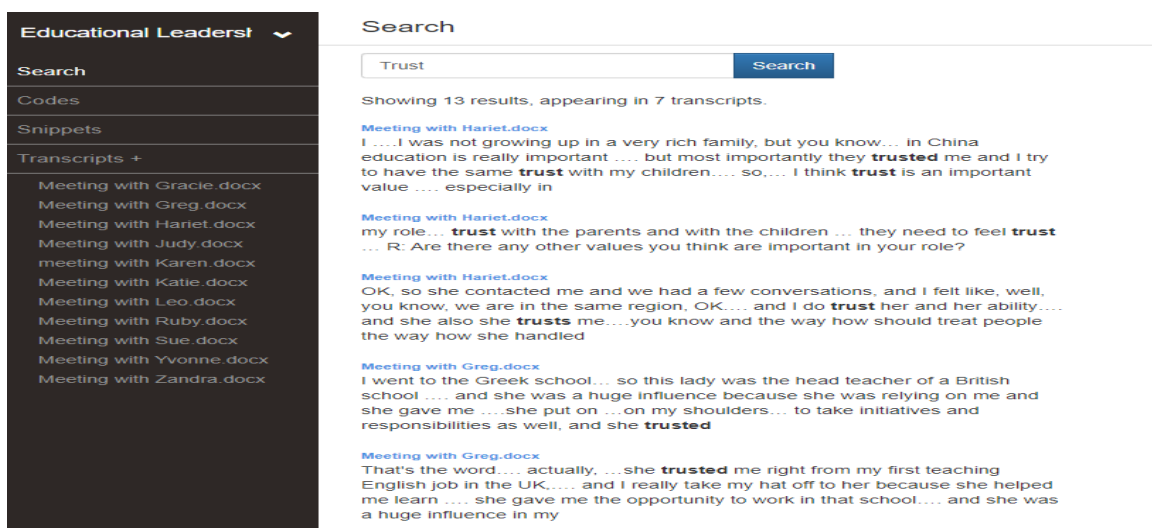 Educational Leadersh
Search
Codes
Snippets
Transcripts +
Meeting with Gracie.docx
Meeting with Greg.docx
Meeting with Hariet.docx
Meeting with Judy.docx
meeting with Karen.docx
Meeting with Katie.docx
Meeting with Leo.docx
Meeting with Ruby.docx
Meeting with Sue.docx
Meeting with Yvonne.docx
Meeting with Zandra.docx
Search
Trust
Search
Showing 13 results, appearing in 7 transcripts.
Meeting with Hariet.docx
I ....I was not growing up in a very rich family, but you know... in China
education is really important .... but most importantly they trusted me and I try
to have the same trust with my children.... so,... I think trust is an important
value .... especially in
Meeting with Hariet.docx
my role... trust with the parents and with the children ... they need to feel trust
... R: Are there any other values you think are important in your role?
Meeting with Hariet.docx
OK, so she contacted me and we had a few conversations, and I felt like, well,
you know, we are in the same region, OK.... and I do trust her and her ability....
and she also she trusts me....you know and the way how should treat people
the way how she handled
Meeting with Greg.docx
I went to the Greek school... so this lady was the head teacher of a British
school .... and she was a huge influence because she was relying on me and
she gave me ....she put on ...on my shoulders... to take initiatives and
responsibilities as well, and she trusted
Meeting with Greg.docx
That's the word.... actually, ...she trusted me right from my first teaching
English job in the UK,.... and I really take my hat off to her because she helped
me learn .... she gave me the opportunity to work in that school.... and she was
a huge influence in my